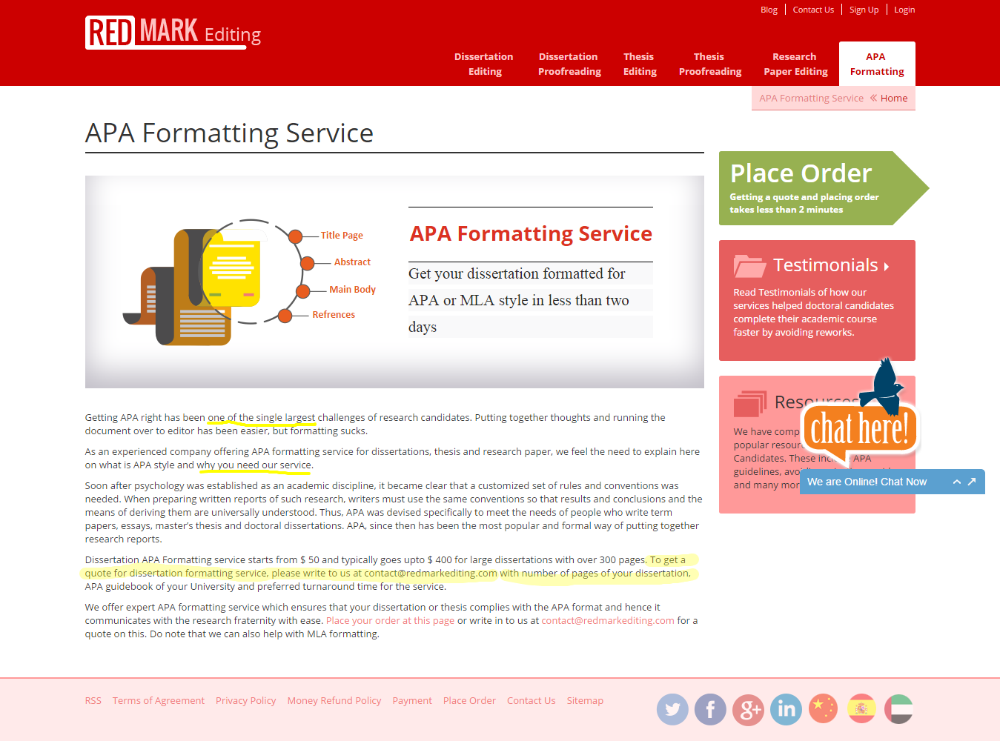 Blog Contact Us Sign Up Login
RED MARK Editing
Dissertation Editing
Dissertation Proofreading
Thesis Editing
Thesis Proofreading
Research Paper Editing
APA Formatting
APA Formatting Service « Home
APA Formatting Service
Title Page
Abstract
Main Body
Refrences
APA Formatting Service
Get your dissertation formatted for
APA or MLA style in less than two
days
Getting APA right has been one of the single largest challenges of research candidates. Putting together thoughts and running the
document over to editor has been easier, but formatting sucks.
As an experienced company offering APA formatting service for dissertations, thesis and research paper, we feel the need to explain here
on what is APA style and why you need our service.
Soon after psychology was established as an academic discipline, it became clear that a customized set of rules and conventions was
needed. When preparing written reports of such research, writers must use the same conventions so that results and conclusions and the
means of deriving them are universally understood. Thus, APA was devised specifically to meet the needs of people who write term
papers, essays, master's thesis and doctoral dissertations. APA, since then has been the most popular and formal way of putting together
research reports.
Dissertation APA Formatting service starts from $ 50 and typically goes upto $ 400 for large dissertations with over 300 pages. To get a
quote for dissertation formatting service, please write to us at contact@redmarkediting.com with number of pages of your dissertation,
APA guidebook of your University and preferred turnaround time for the service.
We offer expert APA formatting service which ensures that your dissertation or thesis complies with the APA format and hence it
communicates with the research fraternity with ease. Place your order at this page or write in to us at contact@redmarkediting.com for a
quote on this. Do note that we can also help with MLA formatting.
Place Order
Getting a quote and placing order
takes less than 2 minutes
Testimonials
Read Testimonials of how our
services helped doctoral candidates
complete their academic course
faster by avoiding reworks.
Resources
We have comp
popular resour
Candidates. These APA
guidelines,
and many mor
chat here!
We are Online! Chat Now
RSS Terms of Agreement Privacy Policy Money Refund Policy Payment Place Order Contact Us Sitemap
f g+ in